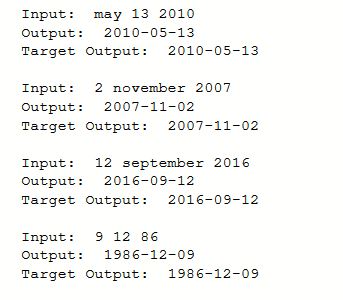 Input:  may 13 2010
Output:  2010-05-13
Target Output:  2010-05-13

Input:  2 november 2007
Output:  2007-11-02
Target Output:  2007-11-02

Input:  12 september 2016
Output:  2016-09-12
Target Output:  2016-09-12

Input:  9 12 86
Output:  1986-12-09
Target Output:  1986-12-09